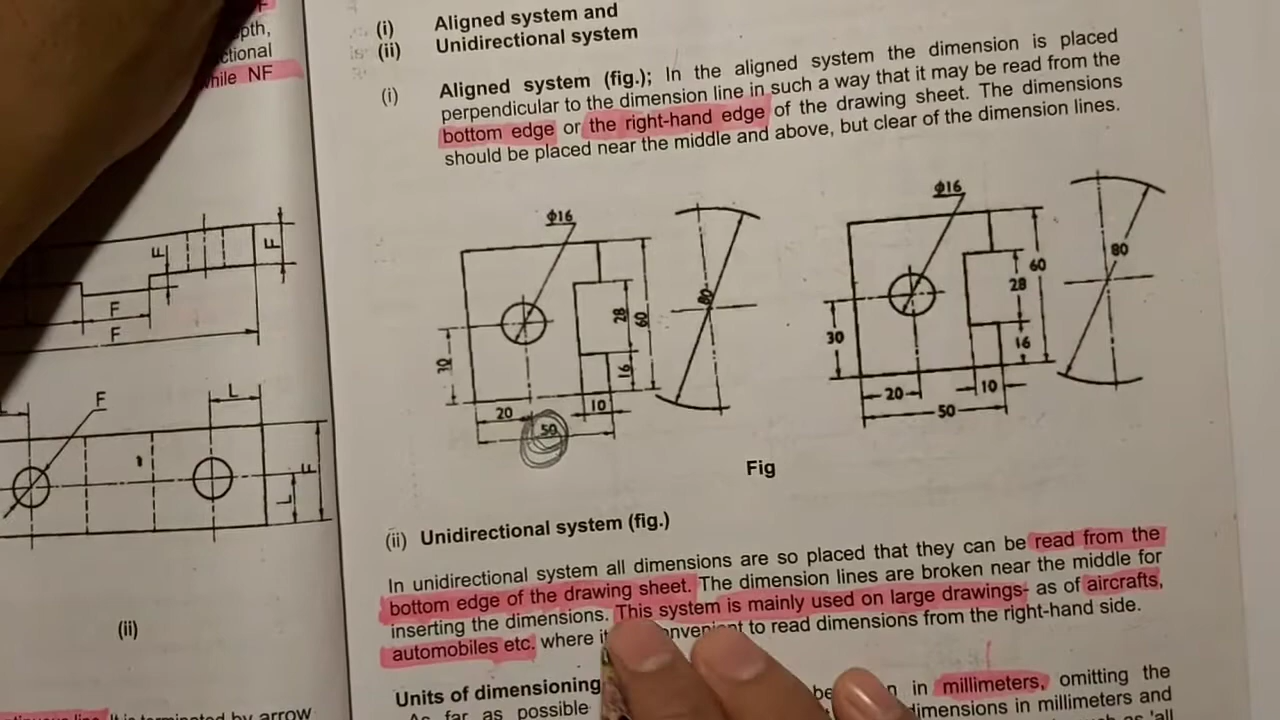 pth,
ctional
while NF
(i) Aligned system and
(ii) Unidirectional system
(i) Aligned system (fig.); In the aligned system the dimension is placed
perpendicular to the dimension line in such a way that it may be read from the
bottom edge or the right-hand edge of the drawing sheet. The dimensions
should be placed near the middle and above, but clear of the dimension lines.
F F
F
F
F
L
F
L
(ii)
ϕ16
28 60
30
16
20 10
50
80
ϕ16
60
28
30
16
20 10
50
80
Fig
(ii) Unidirectional system (fig.)
In unidirectional system all dimensions are so placed that they can be read from the
bottom edge of the drawing sheet. The dimension lines are broken near the middle for
inserting the dimensions. This system is mainly used on large drawings- as of aircrafts,
automobiles etc. where to read dimensions from the right-hand side.
Units of dimensioning
in millimeters, omitting the
As far as possible dimensions in millimeters and
line. It is terminated by arrow
as 'all